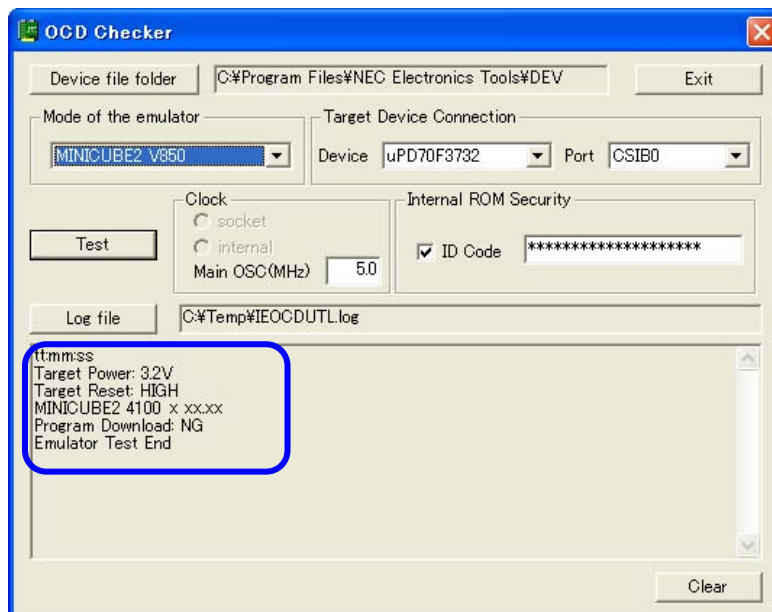 OCD Checker
Device file folder
C:¥Program Files¥NEC Electronics Tools¥DEV
Exit
Mode of the emulator
MINICUBE2 V850
Target Device Connection
Device
uPD70F3732
Port
CSIB0
Test
Clock
socket
internal
Main OSC(MHz)
5.0
Internal ROM Security
ID Code
********************
Log file
C:¥Temp¥IEOCDUTL.log
tt:mm:ss
Target Power: 3.2V
Target Reset: HIGH
MINICUBE2 4100 x xx.xx
Program Download: NG
Emulator Test End
Clear